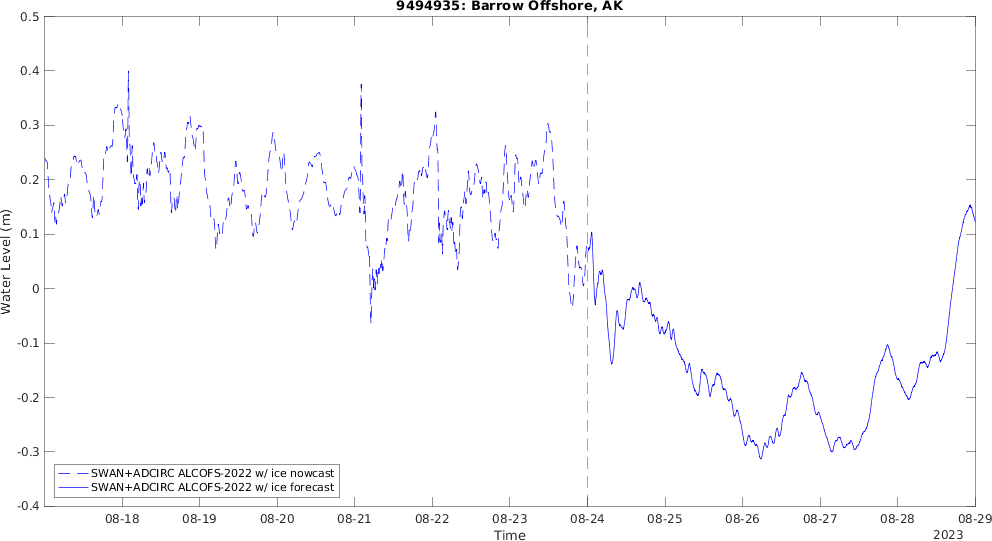 9494935: Barrow Offshore, AK
0.5
0.4
0.3
0.2
0.1
0
-0.1
-0.2
-0.3
-0.4
Water Level (m)
SWAN+ADCIRC ALCOFS-2022 w/ ice nowcast
SWAN+ADCIRC ALCOFS-2022 w/ ice forecast
08-18 08-19 08-20 08-21 08-22 08-23 08-24 08-25 08-26 08-27 08-28 08-29
Time
2023